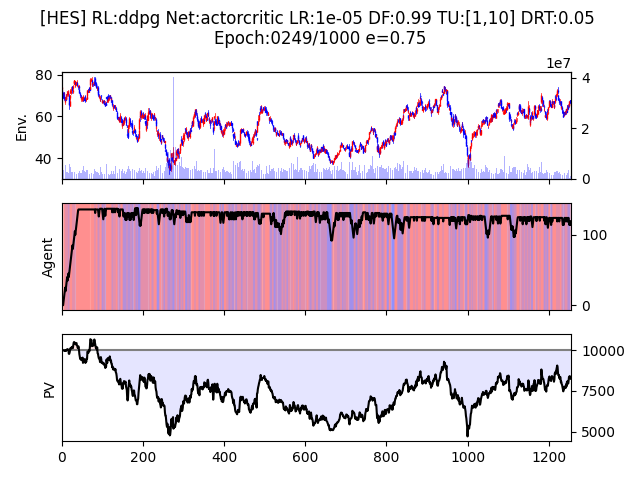 [HES] RL:ddpg Net:actorcritic LR:1e-05 DF:0.99 TU:[1,10] DRT:0.05
Epoch:0249/1000 e=0.75
1e7
80
60
40
Env.
4
2
0
Agent
100
0
PV
10000
7500
5000
0 200 400 600 800 1000 1200